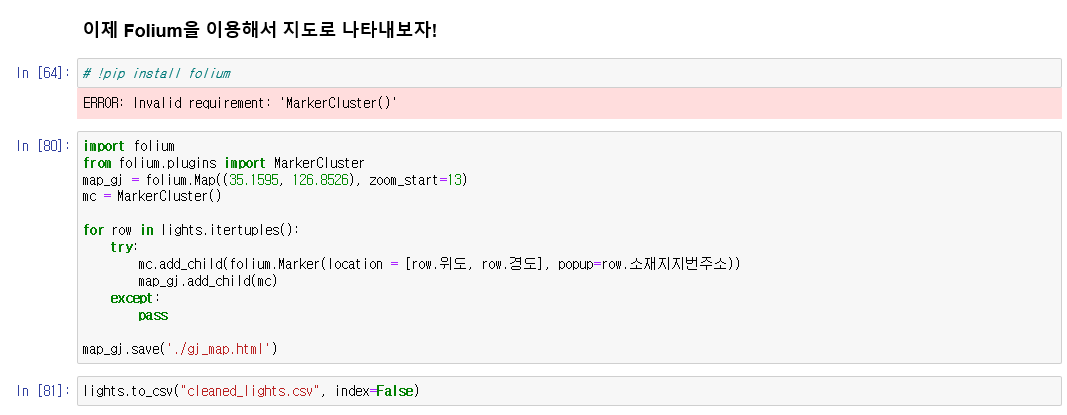 이제 Folium을 이용해서 지도로 나타내보자!
In [64]: # !pip install folium
ERROR: Invalid requirement: 'MarkerCluster()'
In [80]: import folium
from folium.plugins import MarkerCluster
map_gj = folium.Map((35.1595, 126.8526), zoom_start=13)
mc = MarkerCluster()
for row in lights.itertuples():
    try:
        mc.add_child(folium.Marker(location = [row.위도, row.경도], popup=row.소재지지번주소))
        map_gj.add_child(mc)
    except:
        pass
map_gj.save('./gj_map.html')
In [81]: lights.to_csv("cleaned_lights.csv", index=False)